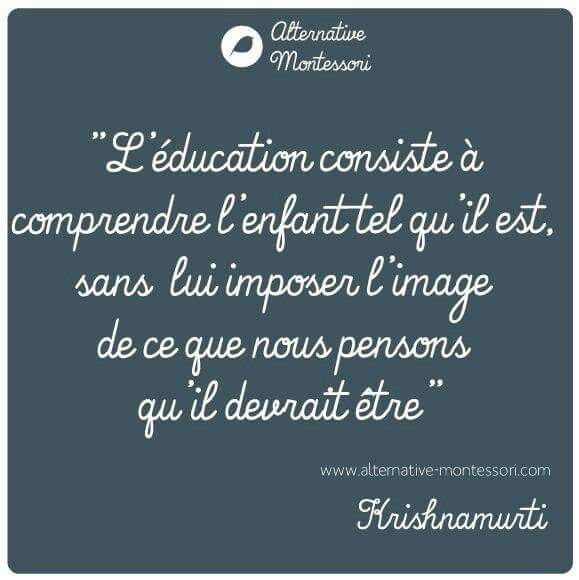 Alternative
Montessori
"L'éducation consiste à
comprendre l'enfant tel qu'il est,
sans lui imposer l'image
de ce que nous pensons
qu'il devrait être"
www.alternative-montessori.com
Krishnamurti